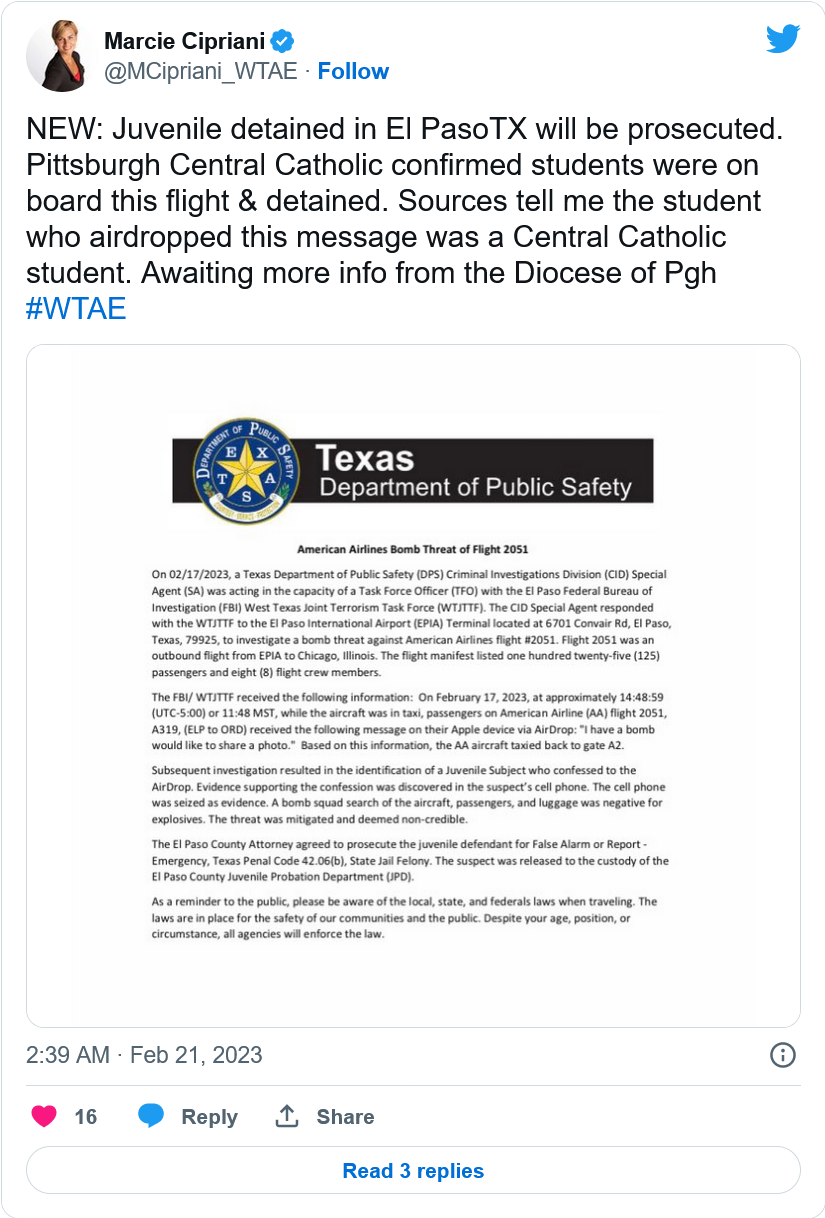 Marcie Cipriani
@MCipriani_WTAE · Follow
NEW: Juvenile detained in El PasoTX will be prosecuted.
Pittsburgh Central Catholic confirmed students were on
board this flight & detained. Sources tell me the student
who airdropped this message was a Central Catholic
student. Awaiting more info from the Diocese of Pgh
#WTAE
DEPARTMENT OF PUBLIC SAFETY
TEXAS
Texas
Department of Public Safety
American Airlines Bomb Threat of Flight 2051
On 02/17/2023, a Texas Department of Public Safety (DPS) Criminal Investigations Division (CID) Special
Agent (SA) was acting in the capacity of a Task Force Officer (TFO) with the El Paso Federal Bureau of
Investigation (FBI) West Texas Joint Terrorism Task Force (WTJTTF). The CID Special Agent responded
with the WTJTTF to the El Paso International Airport (EPIA) Terminal located at 6701 Convair Rd, El Paso,
Texas, 79925, to investigate a bomb threat against American Airlines flight #2051. Flight 2051 was an
outbound flight from EPIA to Chicago, Illinois. The flight manifest listed one hundred twenty-five (125)
passengers and eight (8) flight crew members.
The FBI/ WTJTTF received the following information:  On February 17, 2023, at approximately 14:48:59
(UTC-5:00) or 11:48 MST, while the aircraft was in taxi, passengers on American Airline (AA) flight 2051,
A319, (ELP to ORD) received the following message on their Apple device via AirDrop: "I have a bomb
would like to share a photo."  Based on this information, the AA aircraft taxied back to gate A2.
Subsequent investigation resulted in the identification of a Juvenile Subject who confessed to the
AirDrop. Evidence supporting the confession was discovered in the suspect's cell phone. The cell phone
was seized as evidence. A bomb squad search of the aircraft, passengers, and luggage was negative for
explosives. The threat was mitigated and deemed non-credible.
The El Paso County Attorney agreed to prosecute the juvenile defendant for False Alarm or Report -
Emergency, Texas Penal Code 42.06(b), State Jail Felony. The suspect was released to the custody of the
El Paso County Juvenile Probation Department (JPD).
As a reminder to the public, please be aware of the local, state, and federals laws when traveling. The
laws are in place for the safety of our communities and the public. Despite your age, position, or
circumstance, all agencies will enforce the law.
2:39 AM · Feb 21, 2023
16
Reply
Share
Read 3 replies